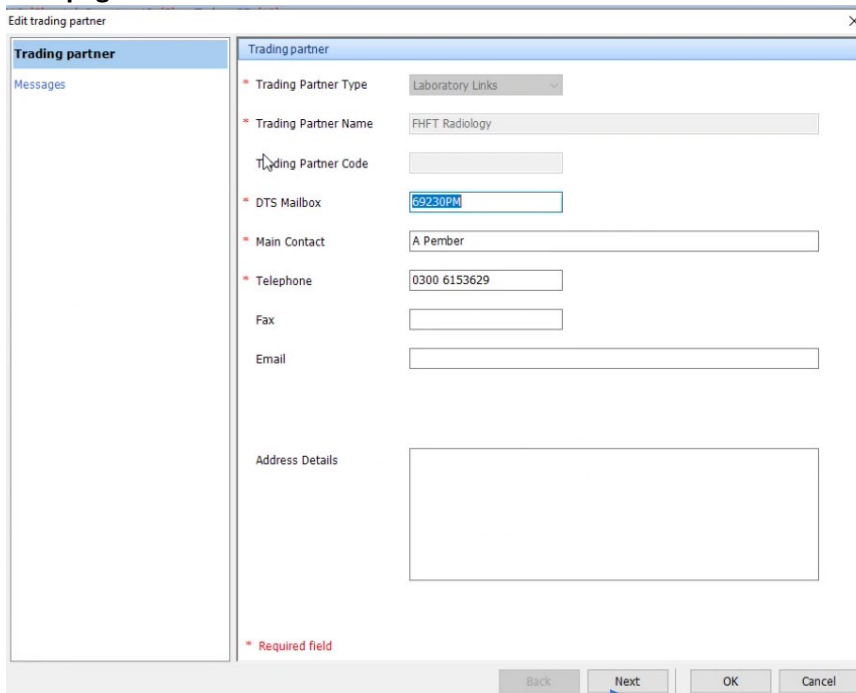 Edit trading partner
Trading partner
Messages
Trading partner
* Trading Partner Type Laboratory Links
* Trading Partner Name FHFT Radiology
Trading Partner Code
* DTS Mailbox 69230PM
* Main Contact A Pember
* Telephone 0300 6153629
Fax
Email
Address Details
* Required field
Back Next OK Cancel